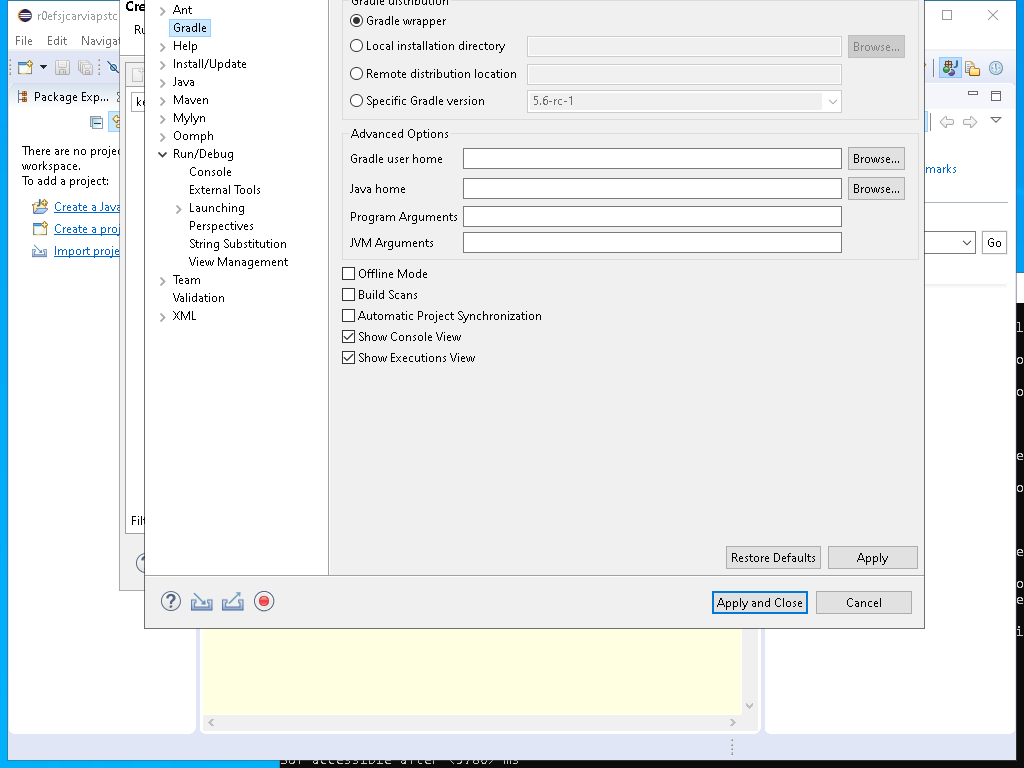 r0efsjcarviapstc
File Edit Navigat
Package Exp...
There are no projec
workspace.
To add a project:
Create a Java
Create a proj
Import proje
Cre
Ru
ke
Filt
Ant
Gradle
Help
Install/Update
Java
Maven
Mylyn
Oomph
Run/Debug
Console
External Tools
Launching
Perspectives
String Substitution
View Management
Team
Validation
XML
Gradle distribution
Gradle wrapper
Local installation directory Browse...
Remote distribution location
Specific Gradle version 5.6-rc-1
Advanced Options
Gradle user home Browse...
Java home Browse...
Program Arguments
JVM Arguments
Offline Mode
Build Scans
Automatic Project Synchronization
Show Console View
Show Executions View
Restore Defaults Apply
Apply and Close Cancel
marks
Go